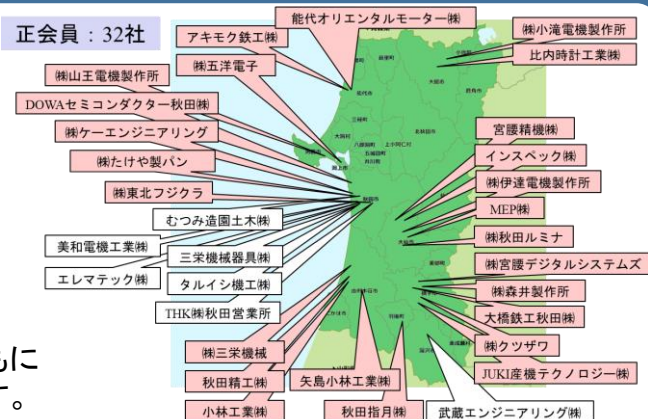 正会員：32社
能代オリエンタルモーター㈱
アキモク鉄工㈱
㈱五洋電子
㈱山王電機製作所
DOWAセミコンダクター秋田㈱
㈱ケーエンジニアリング
㈱たけや製パン
㈱東北フジクラ
むつみ造園土木㈱
美和電機工業㈱
三栄機械器具㈱
エレマテック㈱
タルイシ機工㈱
THK㈱秋田営業所
㈱三栄機械
秋田精工㈱
小林工業㈱
矢島小林工業㈱
秋田指月㈱
武蔵エンジニアリング㈱
㈱小滝電機製作所
比内時計工業㈱
宮腰精機㈱
インスペック㈱
㈱伊達電機製作所
MEP㈱
㈱秋田ルミナ
㈱宮腰デジタルシステムズ
㈱森井製作所
大橋鉄工秋田㈱
㈱クツザワ
JUKI産機テクノロジー㈱
もに
す。